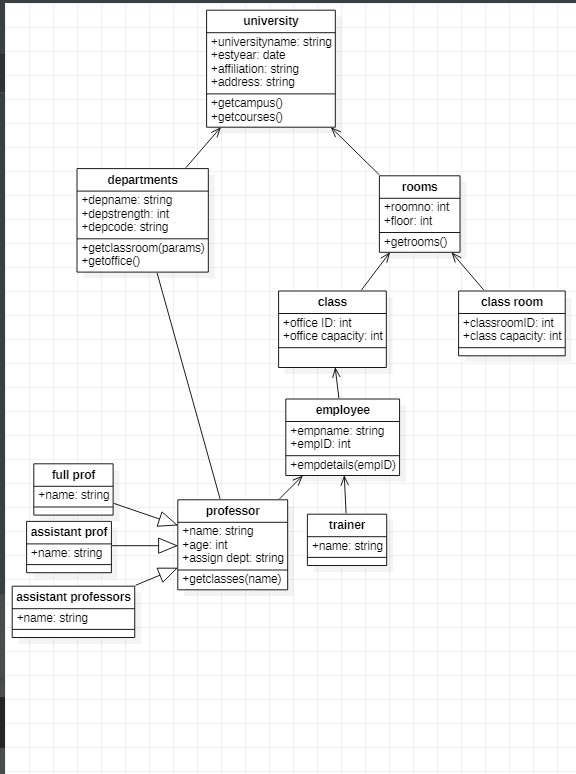 university
+universityname: string
+estyear: date
+affiliation: string
+address: string
+getcampus()
+getcourses()
departments
+depname: string
+depstrength: int
+depcode: string
+getclassroom(params)
+getoffice()
rooms
+roomno: int
+floor: int
+getrooms()
class
+office ID: int
+office capacity: int
class room
+classroomID: int
+class capacity: int
employee
+empname: string
+empID: int
+empdetails(empID)
full prof
+name: string
assistant prof
+name: string
assistant professors
+name: string
professor
+name: string
+age: int
+assign dept: string
+getclasses(name)
trainer
+name: string